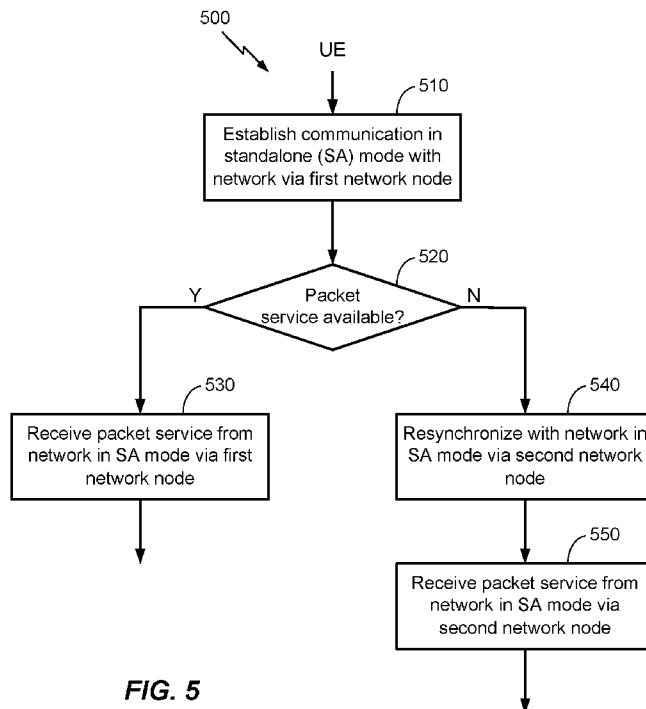 500
UE
510
Establish communication in
standalone (SA) mode with
network via first network node
520
Y
Packet
service available?
N
530
Receive packet service from
network in SA mode via first
network node
540
Resynchronize with network in
SA mode via second network
node
550
Receive packet service from
network in SA mode via
second network node
FIG. 5